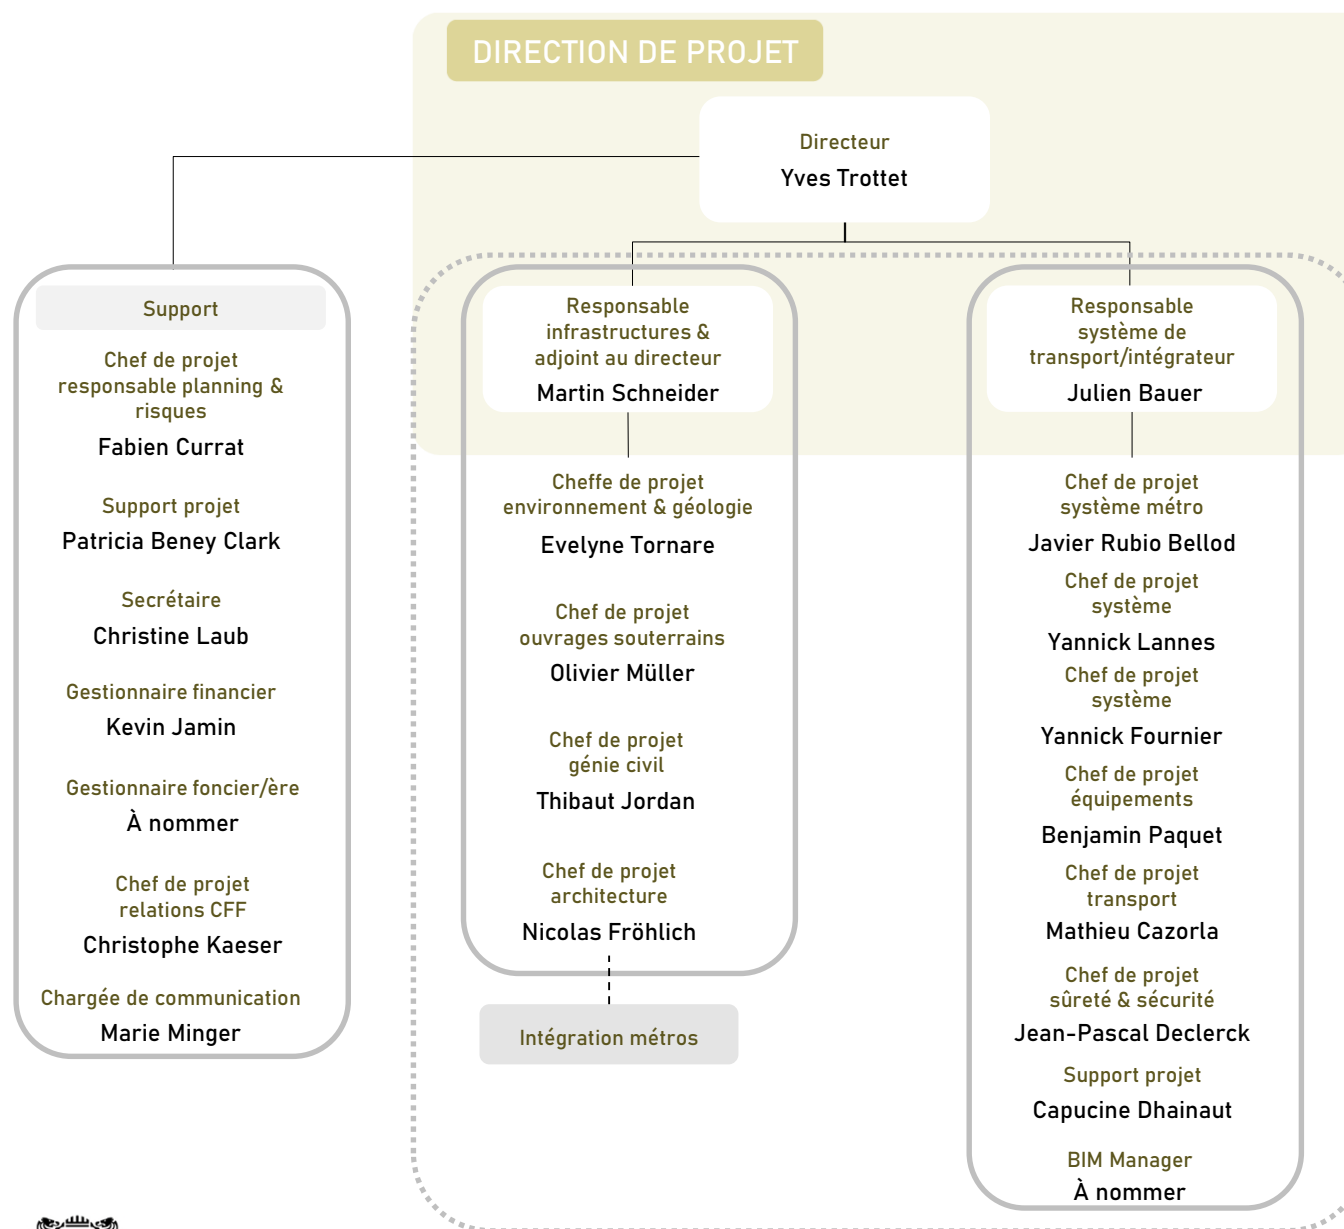 DIRECTION DE PROJET
Directeur
Yves Trottet
Support
Chef de projet
responsable planning &
risques
Fabien Currat
Support projet
Patricia Beney Clark
Secrétaire
Christine Laub
Gestionnaire financier
Kevin Jamin
Gestionnaire foncier/ère
À nommer
Chef de projet
relations CFF
Christophe Kaeser
Chargée de communication
Marie Minger
Responsable
infrastructures &
adjoint au directeur
Martin Schneider
Cheffe de projet
environnement & géologie
Evelyne Tornare
Chef de projet
ouvrages souterrains
Olivier Müller
Chef de projet
génie civil
Thibaut Jordan
Chef de projet
architecture
Nicolas Fröhlich
Intégration métros
Responsable
système de
transport/intégrateur
Julien Bauer
Chef de projet
système métro
Javier Rubio Bellod
Chef de projet
système
Yannick Lannes
Chef de projet
système
Yannick Fournier
Chef de projet
équipements
Benjamin Paquet
Chef de projet
transport
Mathieu Cazorla
Chef de projet
sûreté & sécurité
Jean-Pascal Declerck
Support projet
Capucine Dhainaut
BIM Manager
À nommer